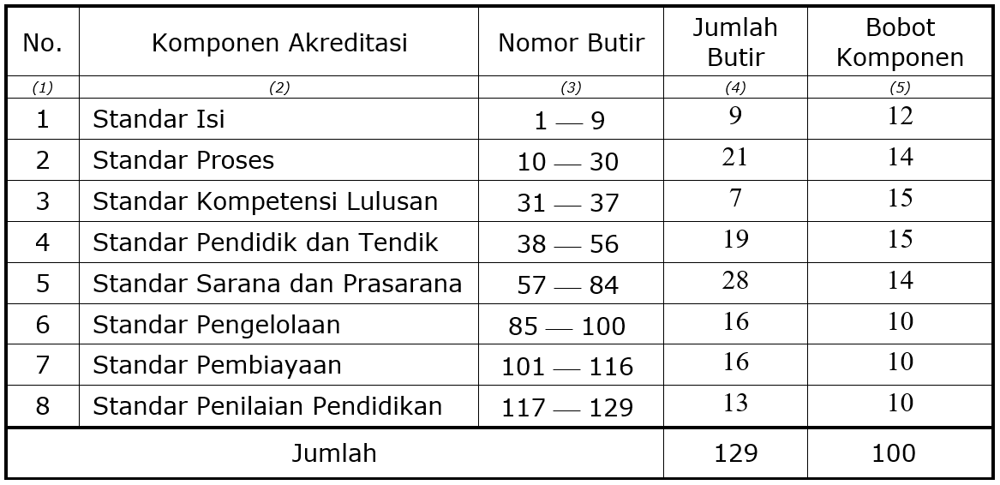 No. Komponen Akreditasi Nomor Butir Jumlah Butir Bobot Komponen
(1) (2) (3) (4) (5)
1 Standar Isi 1 — 9 9 12
2 Standar Proses 10 — 30 21 14
3 Standar Kompetensi Lulusan 31 — 37 7 15
4 Standar Pendidik dan Tendik 38 — 56 19 15
5 Standar Sarana dan Prasarana 57 — 84 28 14
6 Standar Pengelolaan 85 — 100 16 10
7 Standar Pembiayaan 101 — 116 16 10
8 Standar Penilaian Pendidikan 117 — 129 13 10
Jumlah 129 100